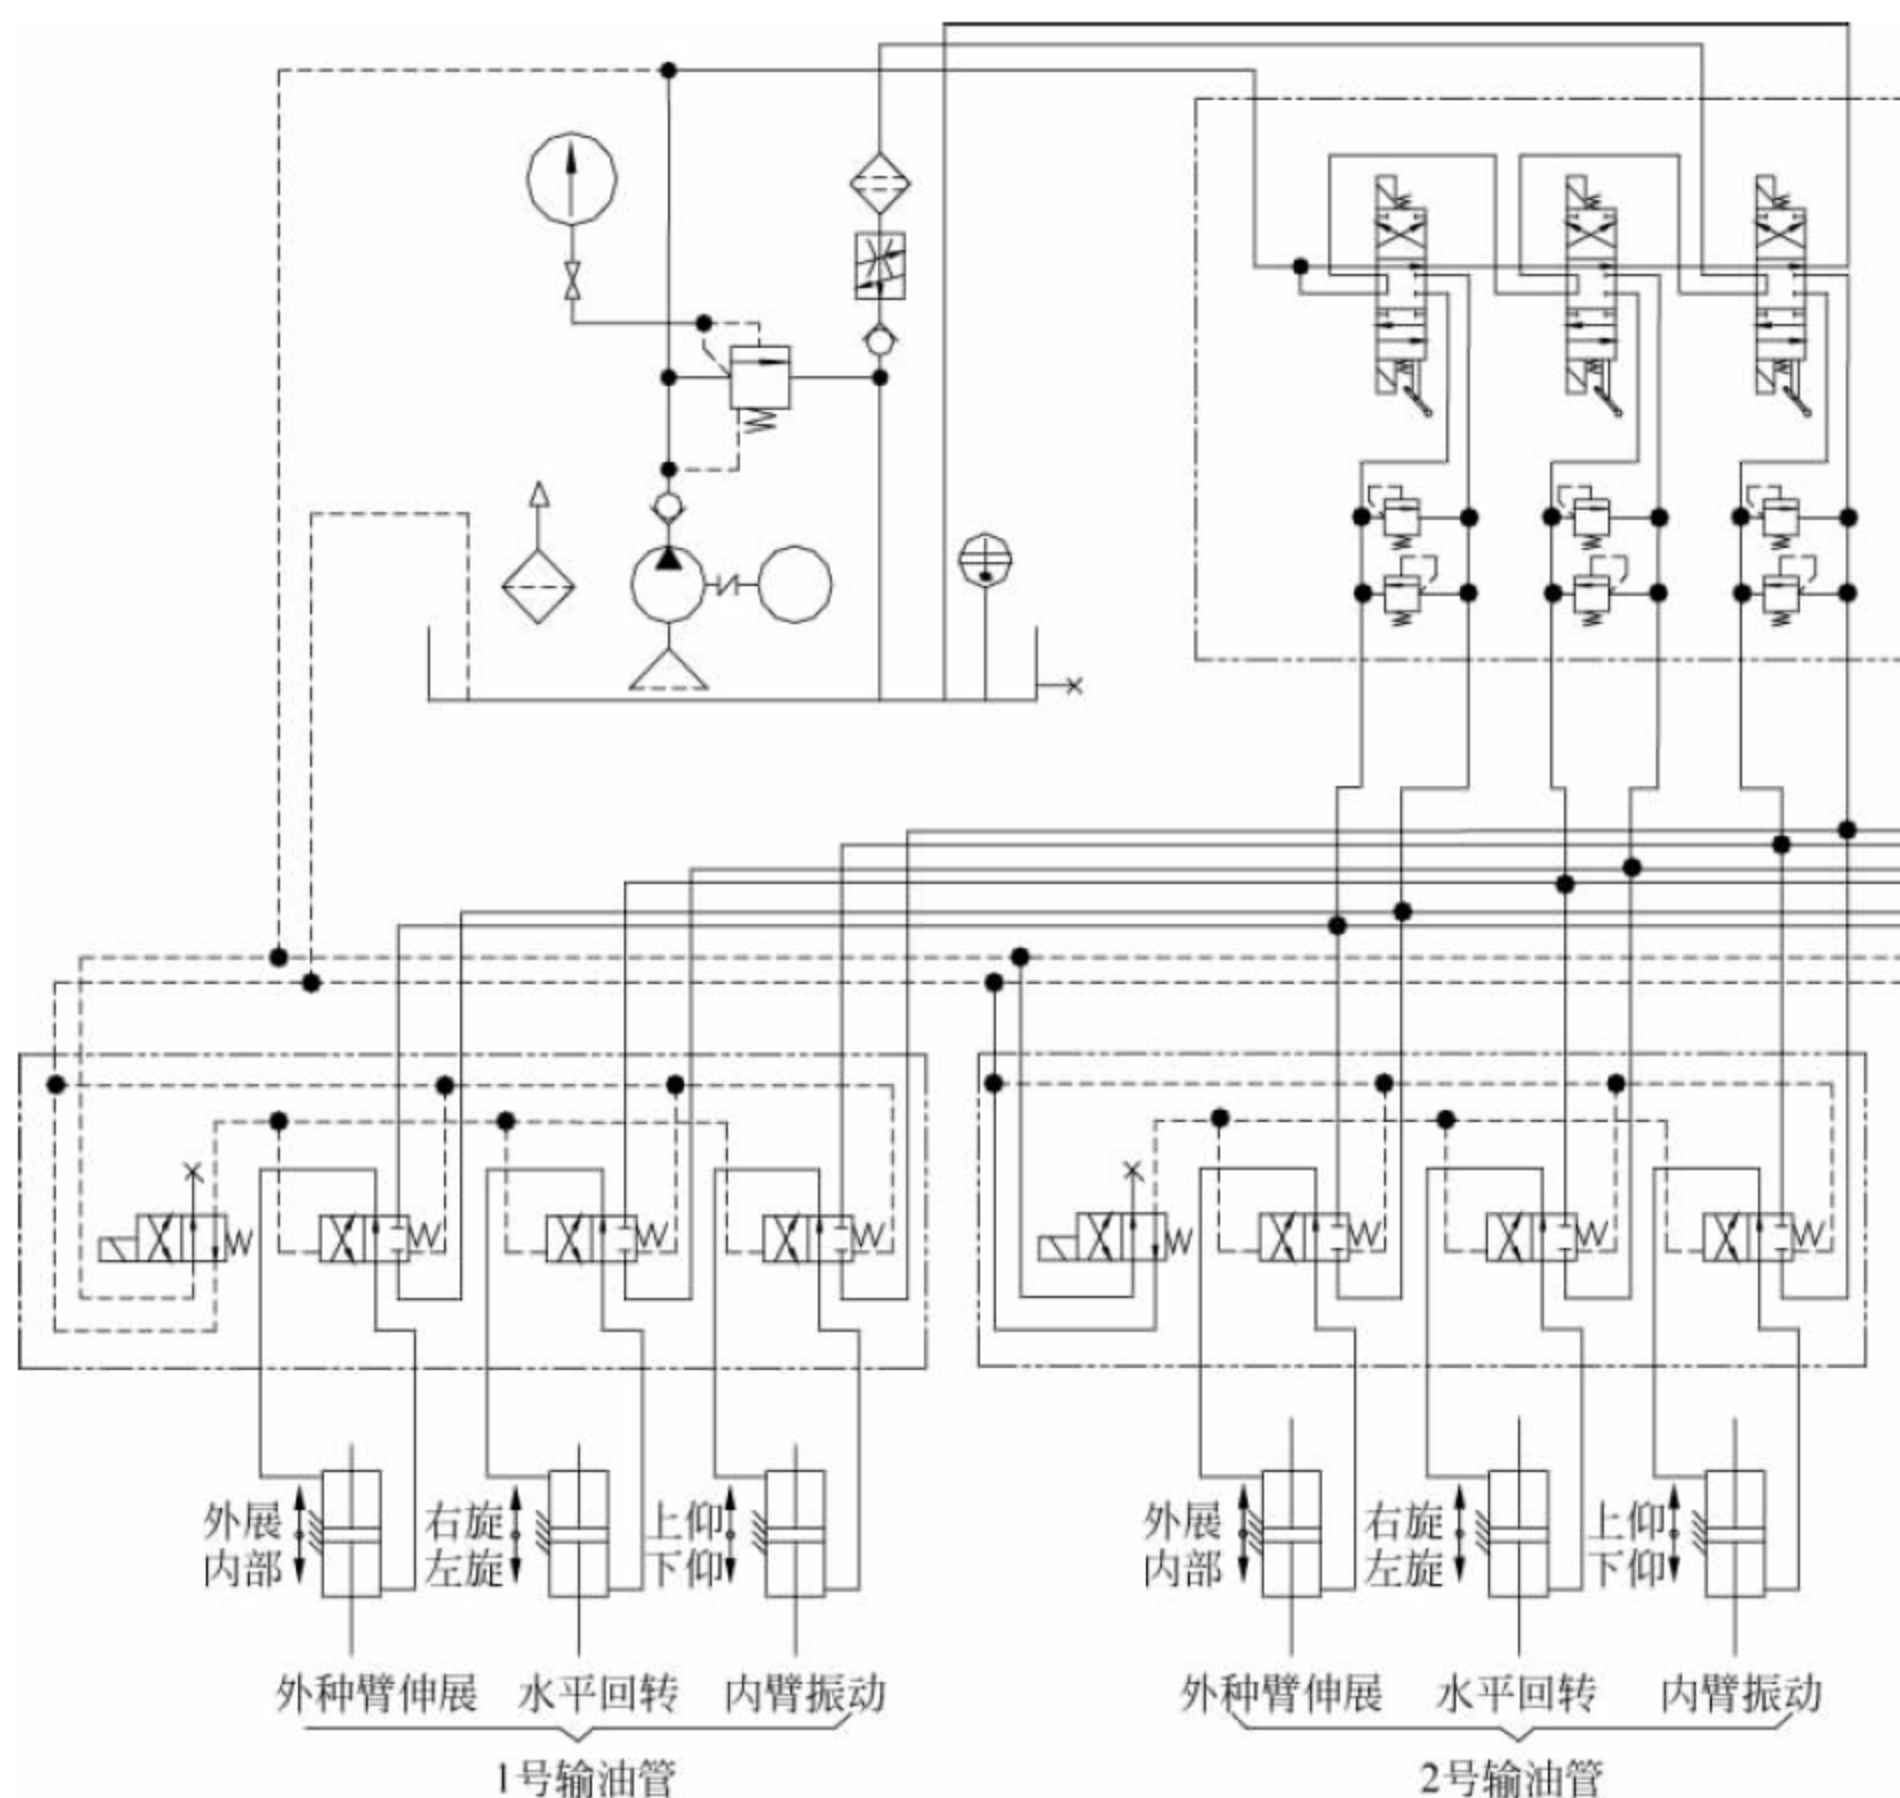 外展 右旋 上仰 外展 右旋 上仰
内部 左旋 下仰 内部 左旋 下仰
外种臂伸展 水平回转 内臂振动 外种臂伸展 水平回转 内臂振动
1号输油管 2号输油管